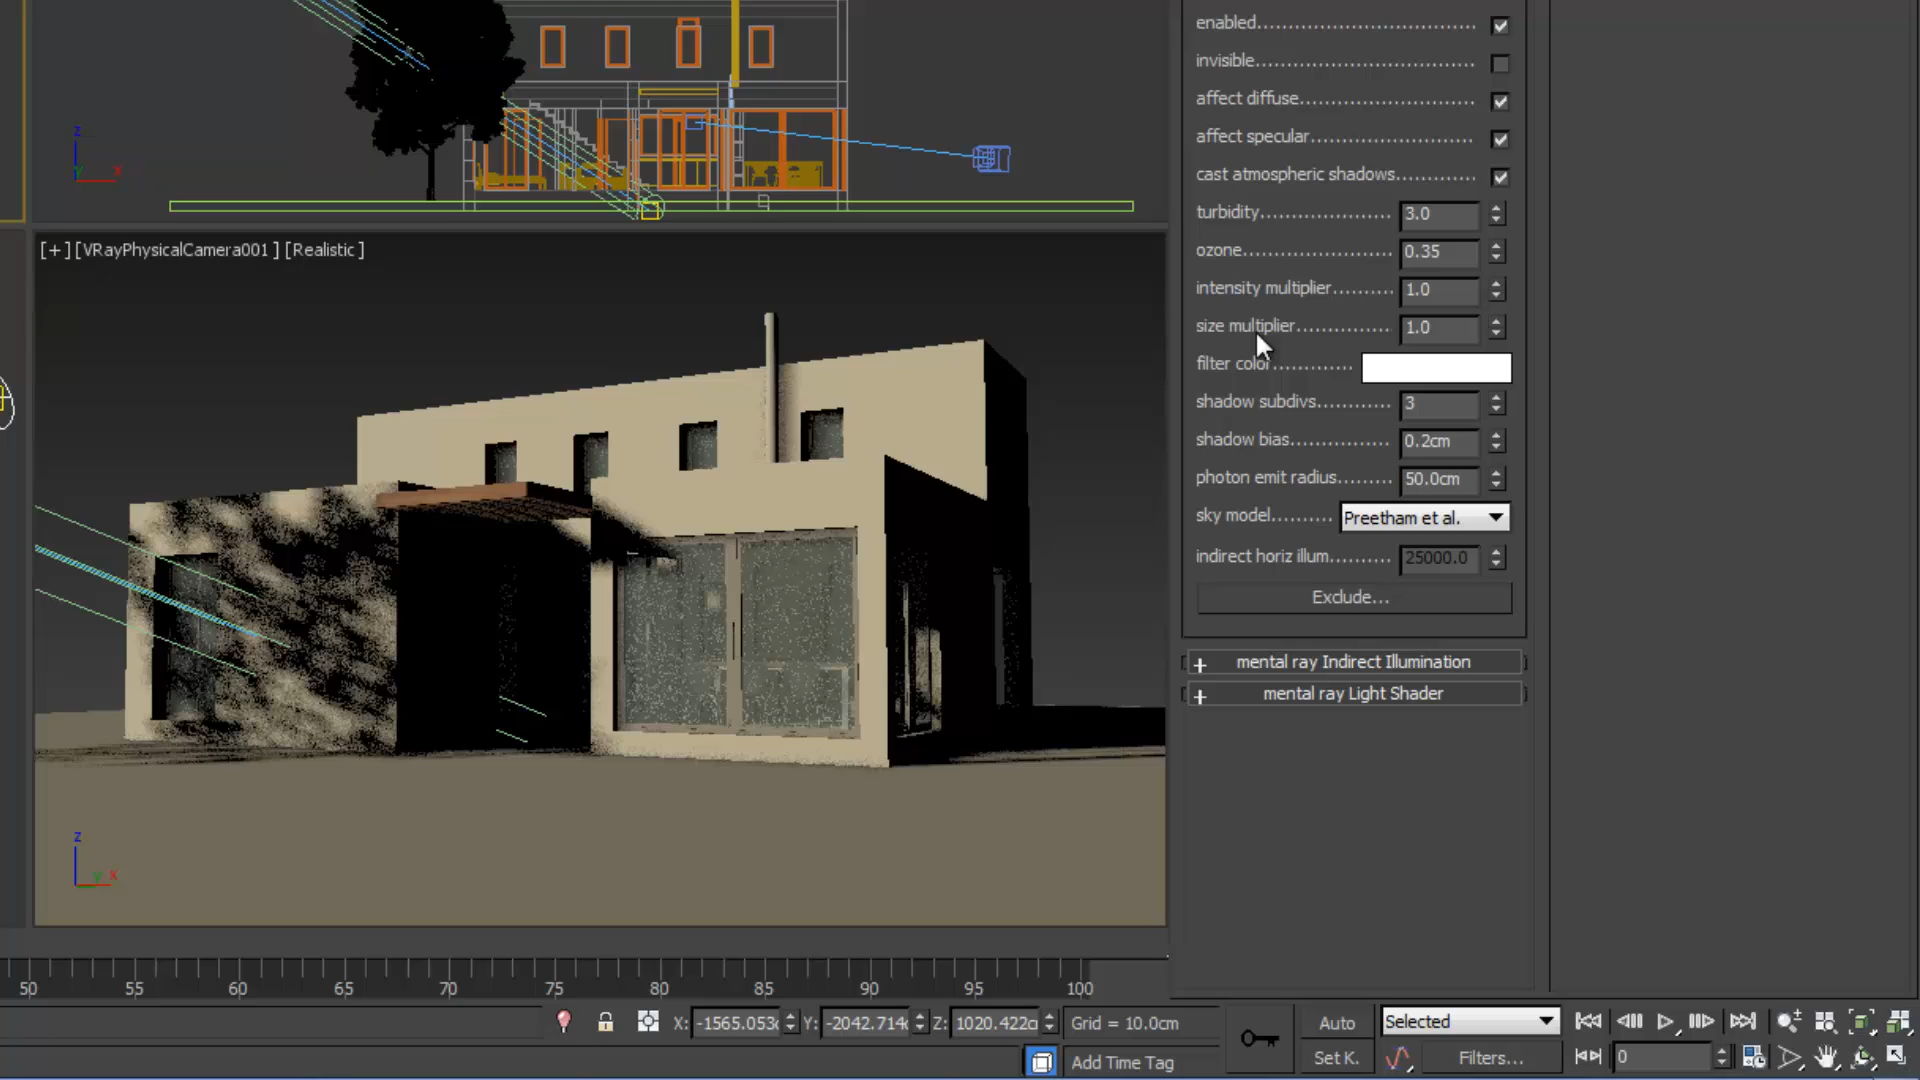 enabled
invisible
affect diffuse
affect specular
cast atmospheric shadows
turbidity 3.0
ozone 0.35
intensity multiplier 1.0
size multiplier 1.0
filter color
shadow subdivs 3
shadow bias 0.2cm
photon emit radius 50.0cm
sky model Preetham et al.
indirect horiz illum 25000.0
Exclude...
+ mental ray Indirect Illumination
+ mental ray Light Shader
z
x
[+] [VRayPhysicalCamera001] [Realistic]
z
y x
50 55 60 65 70 75 80 85 90 95 100
X: -1565.053 Y: -2042.714 Z: 1020.422 Grid = 10.0cm
Auto Selected
Add Time Tag
Set K. Filters... 0